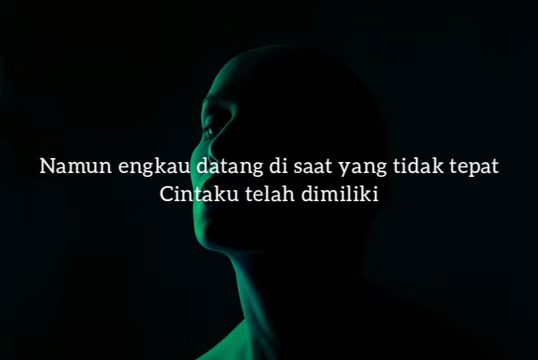 Namun engkau datang di saat yang tidak tepat
Cintaku telah dimiliki